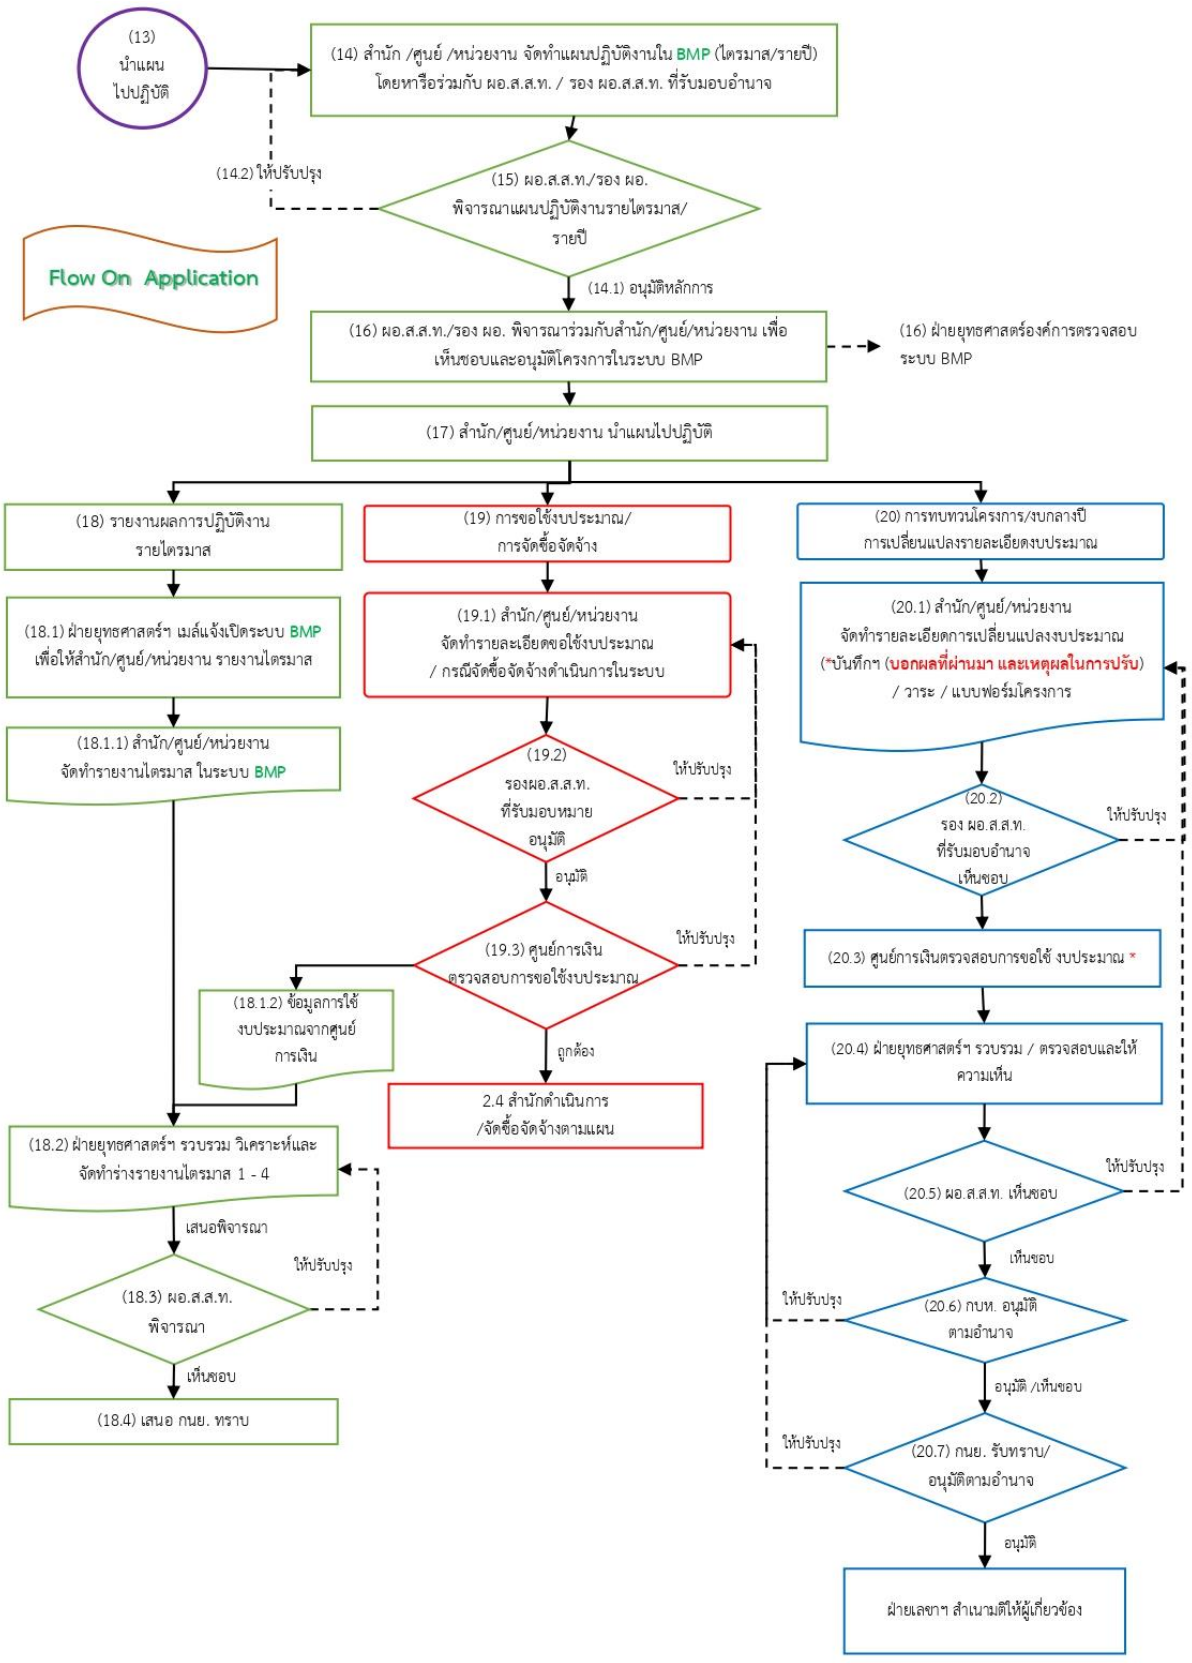 (13)
นำแผน
ไปปฏิบัติ
(14) สำนัก /ศูนย์ /หน่วยงาน จัดทำแผนปฏิบัติงานใน BMP (ไตรมาส/รายปี)
โดยหารือร่วมกับ ผอ.ส.ส.ท. / รอง ผอ.ส.ส.ท. ที่รับมอบอำนาจ
(14.2) ให้ปรับปรุง
(15) ผอ.ส.ส.ท./รอง ผอ.
พิจารณาแผนปฏิบัติงานรายไตรมาส/
รายปี
Flow On Application
(14.1) อนุมัติหลักการ
(16) ผอ.ส.ส.ท./รอง ผอ. พิจารณาร่วมกับสำนัก/ศูนย์/หน่วยงาน เพื่อ
เห็นชอบและอนุมัติโครงการในระบบ BMP
(16) ฝ่ายยุทธศาสตร์องค์การตรวจสอบ
ระบบ BMP
(17) สำนัก/ศูนย์/หน่วยงาน นำแผนไปปฏิบัติ
(18) รายงานผลการปฏิบัติงาน
รายไตรมาส
(18.1) ฝ่ายยุทธศาสตร์ฯ เมล์แจ้งเปิดระบบ BMP
เพื่อให้สำนัก/ศูนย์/หน่วยงาน รายงานไตรมาส
(18.1.1) สำนัก/ศูนย์/หน่วยงาน
จัดทำรายงานไตรมาส ในระบบ BMP
(18.1.2) ข้อมูลการใช้
งบประมาณจากศูนย์
การเงิน
(18.2) ฝ่ายยุทธศาสตร์ฯ รวบรวม วิเคราะห์และ
จัดทำร่างรายงานไตรมาส 1 - 4
เสนอพิจารณา
ให้ปรับปรุง
(18.3) ผอ.ส.ส.ท.
พิจารณา
เห็นชอบ
(18.4) เสนอ กนย. ทราบ
(19) การขอใช้งบประมาณ/
การจัดซื้อจัดจ้าง
(19.1) สำนัก/ศูนย์/หน่วยงาน
จัดทำรายละเอียดขอใช้งบประมาณ
/ กรณีจัดซื้อจัดจ้างดำเนินการในระบบ
(19.2)
รองผอ.ส.ส.ท.
ที่รับมอบหมาย
อนุมัติ
ให้ปรับปรุง
อนุมัติ
(19.3) ศูนย์การเงิน
ตรวจสอบการขอใช้งบประมาณ
ให้ปรับปรุง
ถูกต้อง
2.4 สำนักดำเนินการ
/จัดซื้อจัดจ้างตามแผน
(20) การทบทวนโครงการ/งบกลางปี
การเปลี่ยนแปลงรายละเอียดงบประมาณ
(20.1) สำนัก/ศูนย์/หน่วยงาน
จัดทำรายละเอียดการเปลี่ยนแปลงงบประมาณ
(*บันทึกฯ (บอกผลที่ผ่านมา และเหตุผลในการปรับ)
/ วาระ / แบบฟอร์มโครงการ
(20.2)
รอง ผอ.ส.ส.ท.
ที่รับมอบอำนาจ
เห็นชอบ
ให้ปรับปรุง
(20.3) ศูนย์การเงินตรวจสอบการขอใช้ งบประมาณ *
(20.4) ฝ่ายยุทธศาสตร์ฯ รวบรวม / ตรวจสอบและให้
ความเห็น
(20.5) ผอ.ส.ส.ท. เห็นชอบ
ให้ปรับปรุง
เห็นชอบ
(20.6) กบห. อนุมัติ
ตามอำนาจ
ให้ปรับปรุง
อนุมัติ /เห็นชอบ
(20.7) กนย. รับทราบ/
อนุมัติตามอำนาจ
ให้ปรับปรุง
อนุมัติ
ฝ่ายเลขาฯ สำเนามติให้ผู้เกี่ยวข้อง